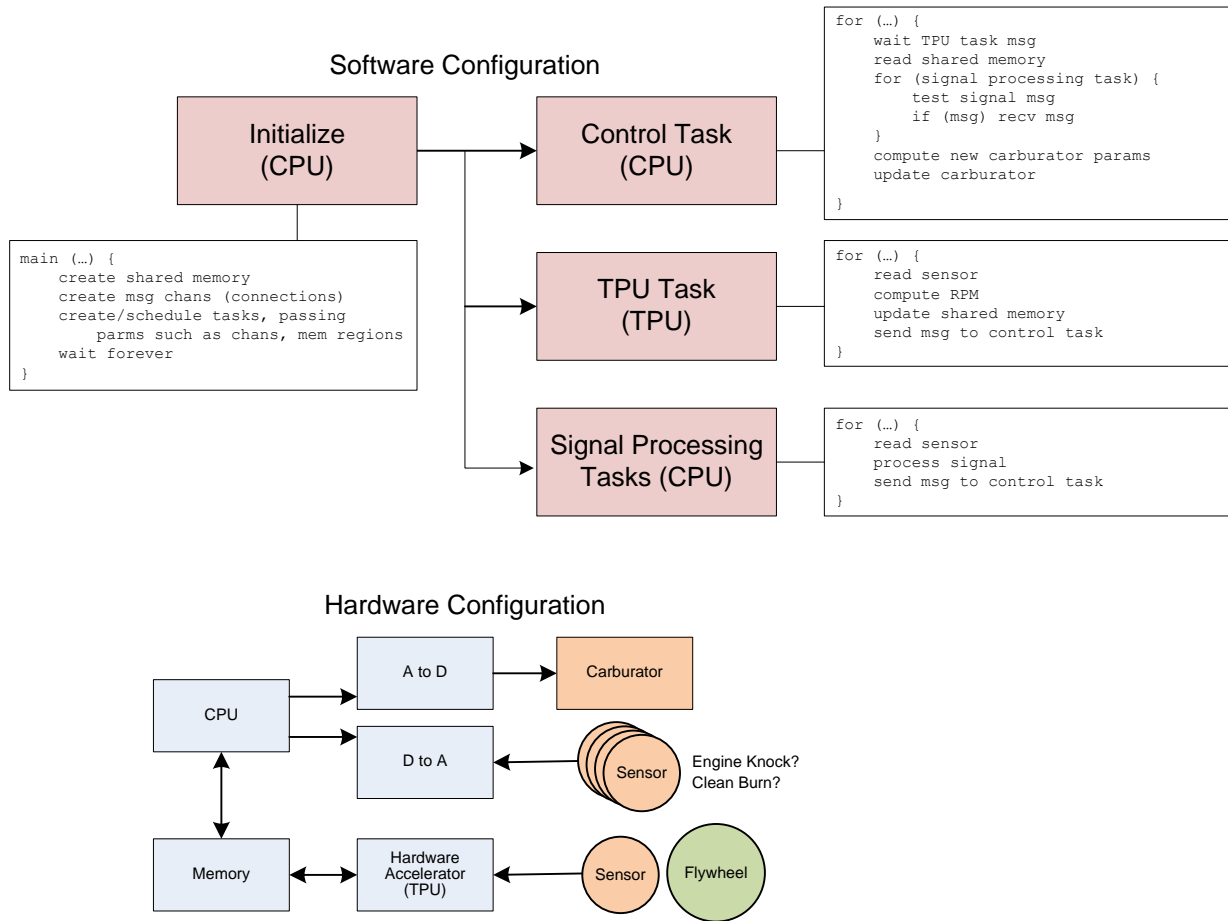 Software Configuration
Initialize
(CPU)
main (…) {
create shared memory
create msg chans (connections)
create/schedule tasks, passing
parms such as chans, mem regions
wait forever
}
Control Task
(CPU)
for (…) {
wait TPU task msg
read shared memory
for (signal processing task) {
test signal msg
if (msg) recv msg
}
compute new carburator params
update carburator
}
TPU Task
(TPU)
for (…) {
read sensor
compute RPM
update shared memory
send msg to control task
}
Signal Processing
Tasks (CPU)
for (…) {
read sensor
process signal
send msg to control task
}
Hardware Configuration
CPU
A to D
Carburator
D to A
Sensor
Engine Knock?
Clean Burn?
Memory
Hardware
Accelerator
(TPU)
Sensor
Flywheel